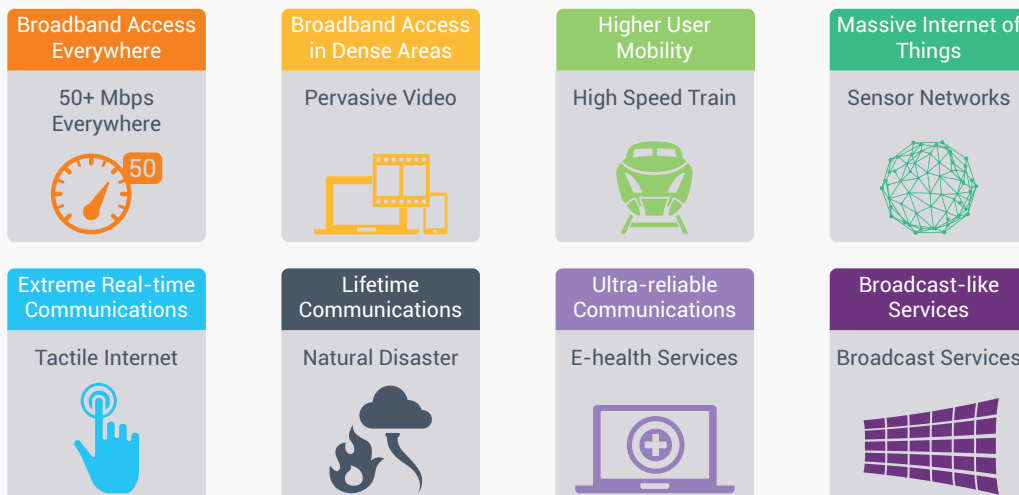 Broadband Access
Everywhere
50+ Mbps
Everywhere
50
Broadband Access
in Dense Areas
Pervasive Video
Higher User
Mobility
High Speed Train
Massive Internet of
Things
Sensor Networks
Extreme Real-time
Communications
Tactile Internet
Lifetime
Communications
Natural Disaster
Ultra-reliable
Communications
E-health Services
Broadcast-like
Services
Broadcast Services